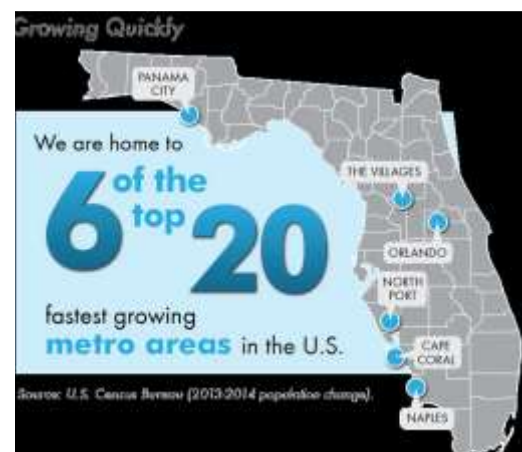 Growing Quickly
PANAMA
CITY
We are home to
6 of the
top 20
fastest growing
metro areas in the U.S.
THE VILLAGES
ORLANDO
NORTH
PORT
CAPE
CORAL
NAPLES
Source: U.S. Census Bureau (2013-2014 population change).